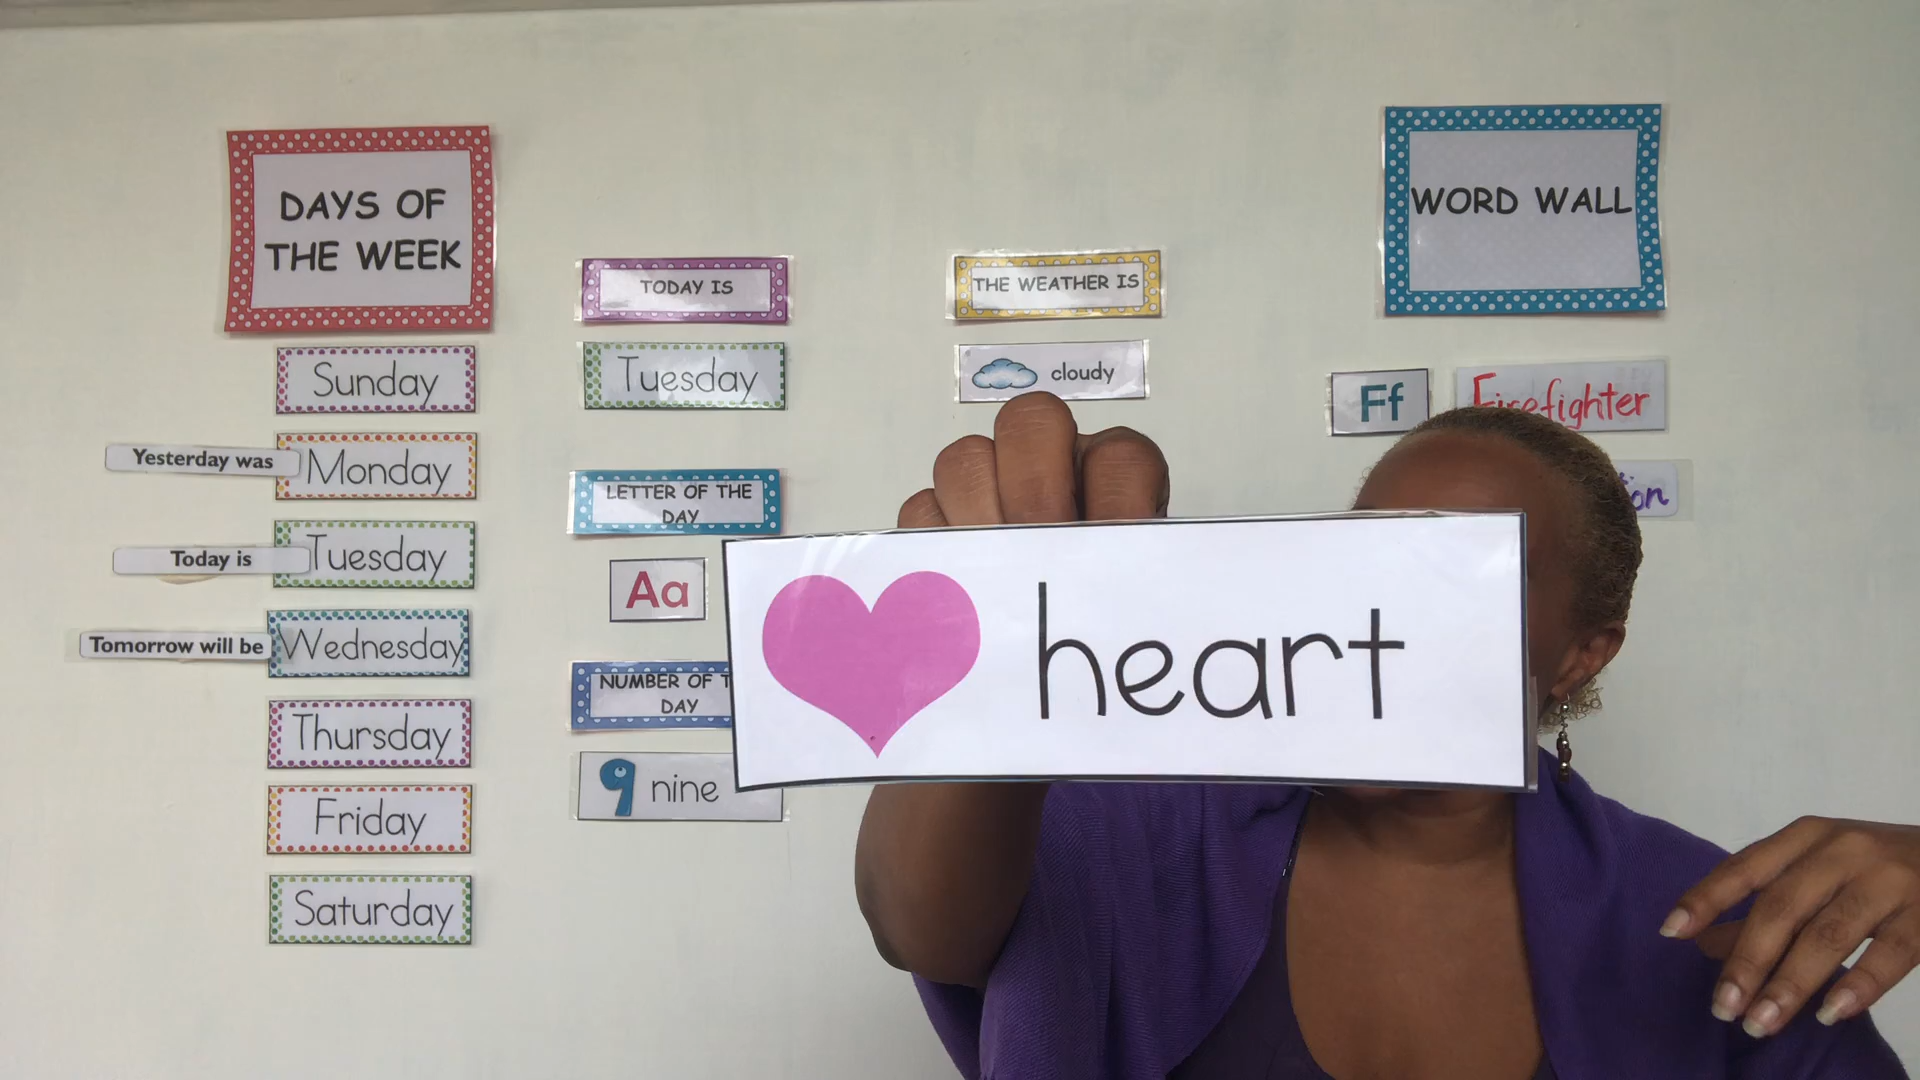 DAYS OF
THE WEEK
Sunday
Yesterday was
Monday
Today is
Tuesday
Tomorrow will be
Wednesday
Thursday
Friday
Saturday
TODAY IS
Tuesday
LETTER OF THE
DAY
Aa
NUMBER OF
DAY
9 nine
THE WEATHER IS
cloudy
heart
WORD WALL
Ff
Firefighter